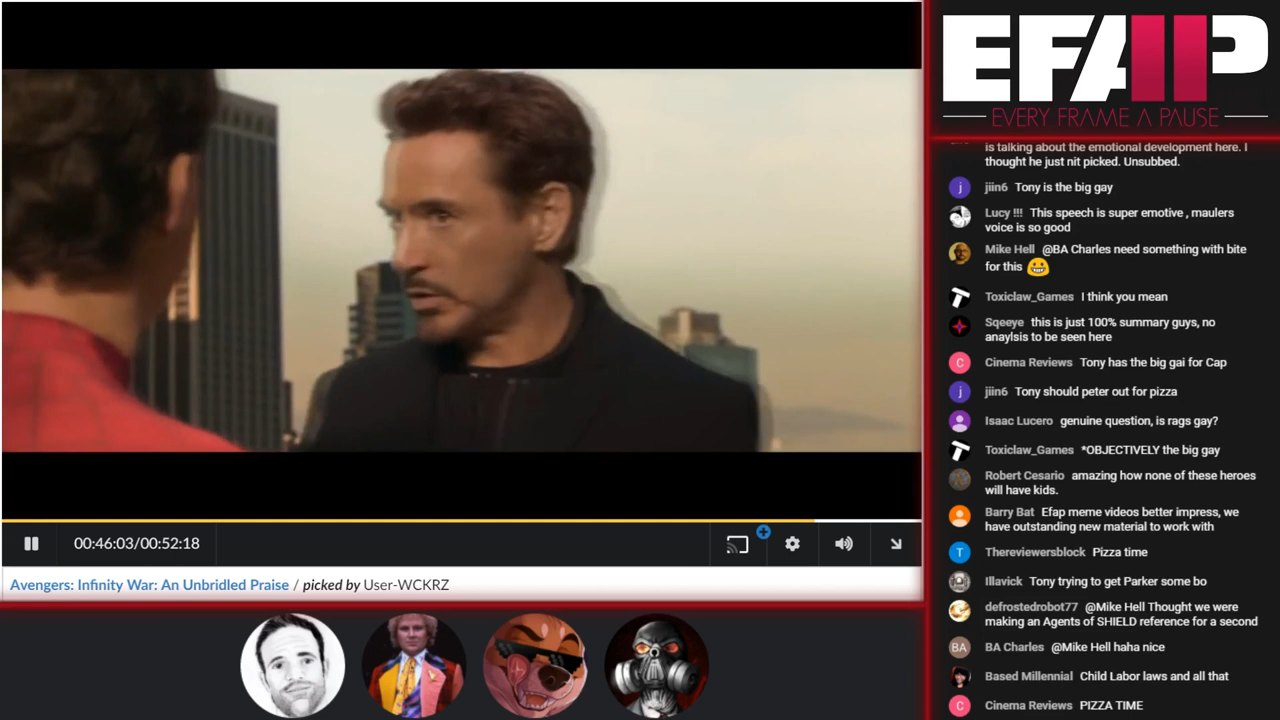 EFAP
EVERY FRAME A PAUSE
is talking about the emotional development here. I
thought he just nit picked. Unsubbed.
j
jiin6 Tony is the big gay
Lucy !!! This speech is super emotive , maulers
voice is so good
Mike Hell @BA Charles need something with bite
for this
Toxiclaw_Games I think you mean
Sqeeye this is just 100% summary guys, no
anaylsis to be seen here
C
Cinema Reviews Tony has the big gai for Cap
j
jiin6 Tony should peter out for pizza
Isaac Lucero genuine question, is rags gay?
Toxiclaw_Games *OBJECTIVELY the big gay
Robert Cesario amazing how none of these heroes
will have kids.
Barry Bat Efap meme videos better impress, we
have outstanding new material to work with
T
Thereviewersblock Pizza time
Illavick Tony trying to get Parker some bo
defrostedrobot77 @Mike Hell Thought we were
making an Agents of SHIELD reference for a second
BA
BA Charles @Mike Hell haha nice
Based Millennial Child Labor laws and all that
C
Cinema Reviews PIZZA TIME
00:46:03/00:52:18
Avengers: Infinity War: An Unbridled Praise / picked by User-WCKRZ